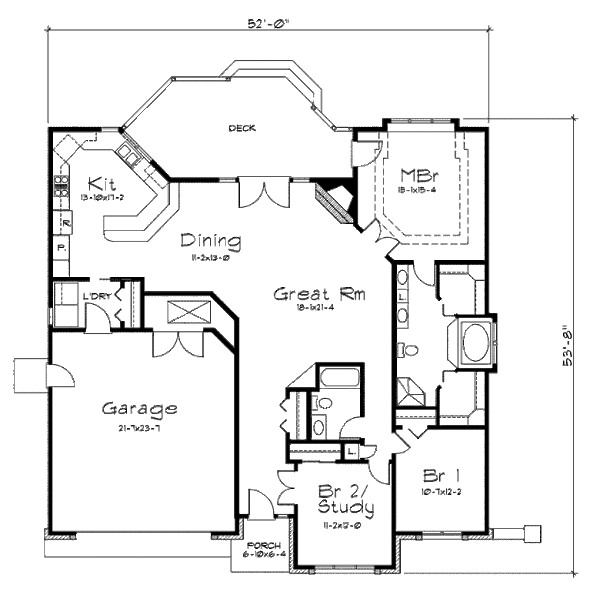 52'-0"
DECK
MBr
15-1x15-4
Kit
13-10x17-2
R
P.
Dining
11-2x13-0
L'DRY
Great Rm
18-1x21-4
L
53'-8"
Garage
21-7x23-7
L
Br 1
10-7x12-2
Br 2/
Study
11-2x12-0
PORCH
6-10x6-4